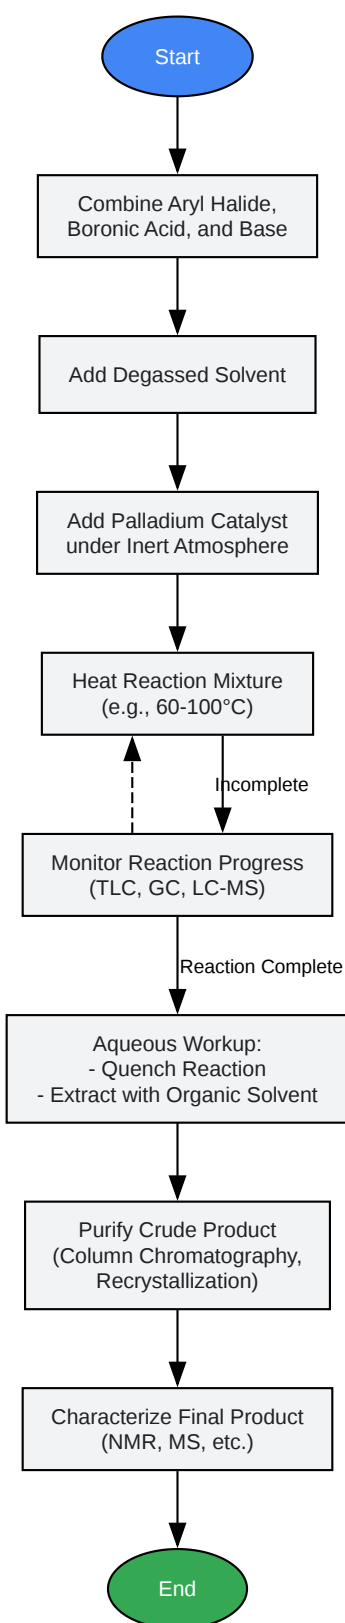 Start
Combine Aryl Halide,
Boronic Acid, and Base
Add Degassed Solvent
Add Palladium Catalyst
under Inert Atmosphere
Heat Reaction Mixture
(e.g., 60-100°C)
Incomplete
Monitor Reaction Progress
(TLC, GC, LC-MS)
Reaction Complete
Aqueous Workup:
- Quench Reaction
- Extract with Organic Solvent
Purify Crude Product
(Column Chromatography,
Recrystallization)
Characterize Final Product
(NMR, MS, etc.)
End